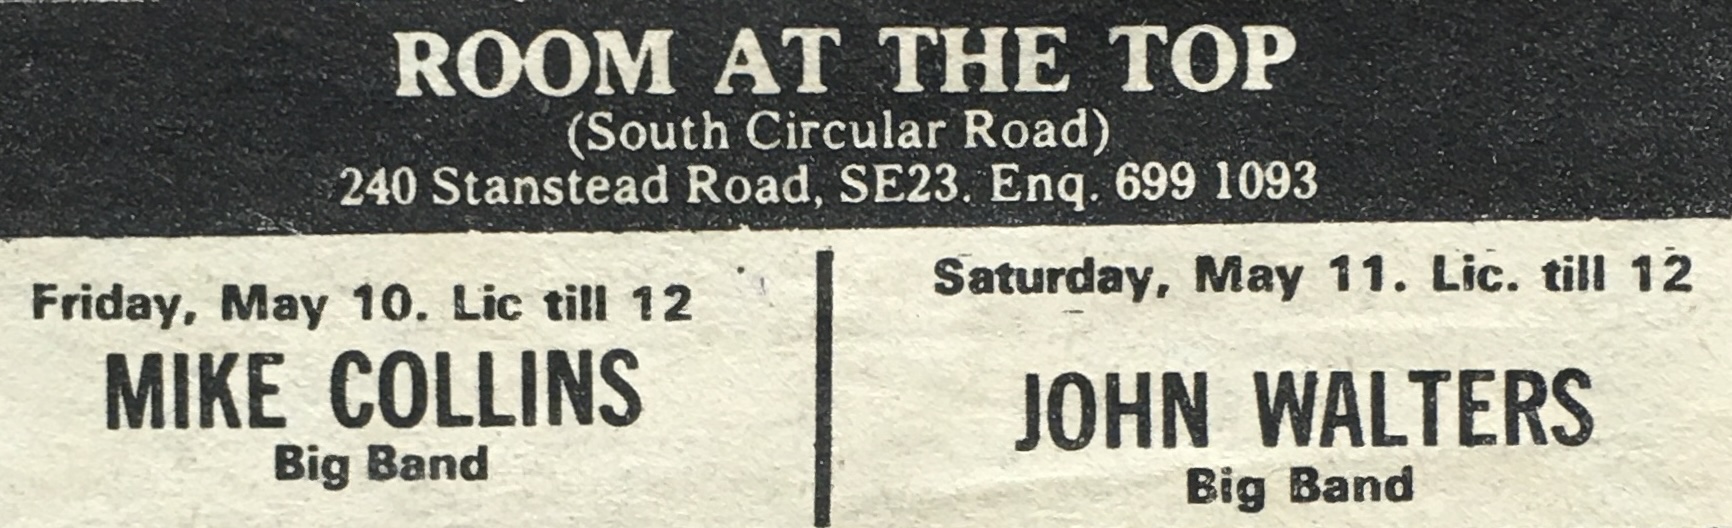 ROOM AT THE TOP
(South Circular Road)
240 Stanstead Road, SE23. Enq. 699 1093
Friday, May 10. Lic till 12
MIKE COLLINS
Big Band
Saturday, May 11. Lic. till 12
JOHN WALTERS
Big Band